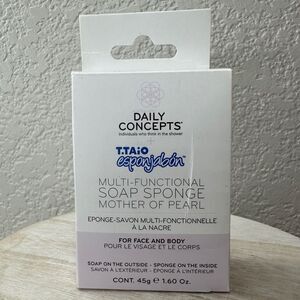 DAILY
CONCEPTS
individuals who think in the shower
T.TAiO
esponjabón™
MULTI-FUNCTIONAL
SOAP SPONGE
MOTHER OF PEARL
EPONGE-SAVON MULTI-FONCTIONNELLE
À LA NACRE
FOR FACE AND BODY
POUR LE VISAGE ET LE CORPS
SOAP ON THE OUTSIDE - SPONGE ON THE INSIDE
SAVON À L'EXTÉRIEUR - ÉPONGE À L'INTÉRIEUR
CONT. 45g ℮ 1.60 Oz.